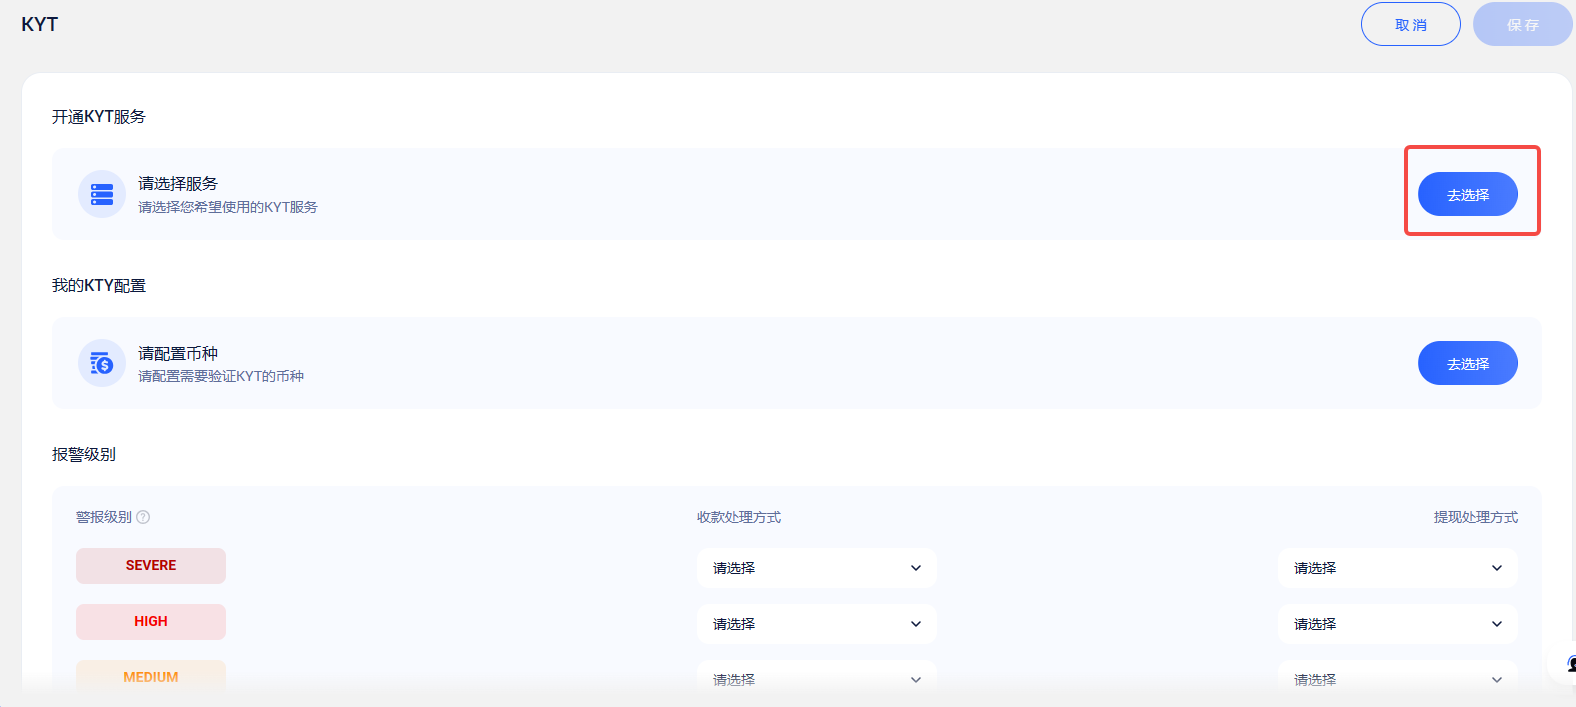 KYT
取 消
保 存
开通KYT服务
请选择服务
请选择您希望使用的KYT服务
去选择
我的KTY配置
请配置币种
请配置需要验证KYT的币种
去选择
报警级别
警报级别 ?
收款处理方式
提现处理方式
SEVERE
请选择
请选择
HIGH
请选择
请选择
MEDIUM
请选择
请选择